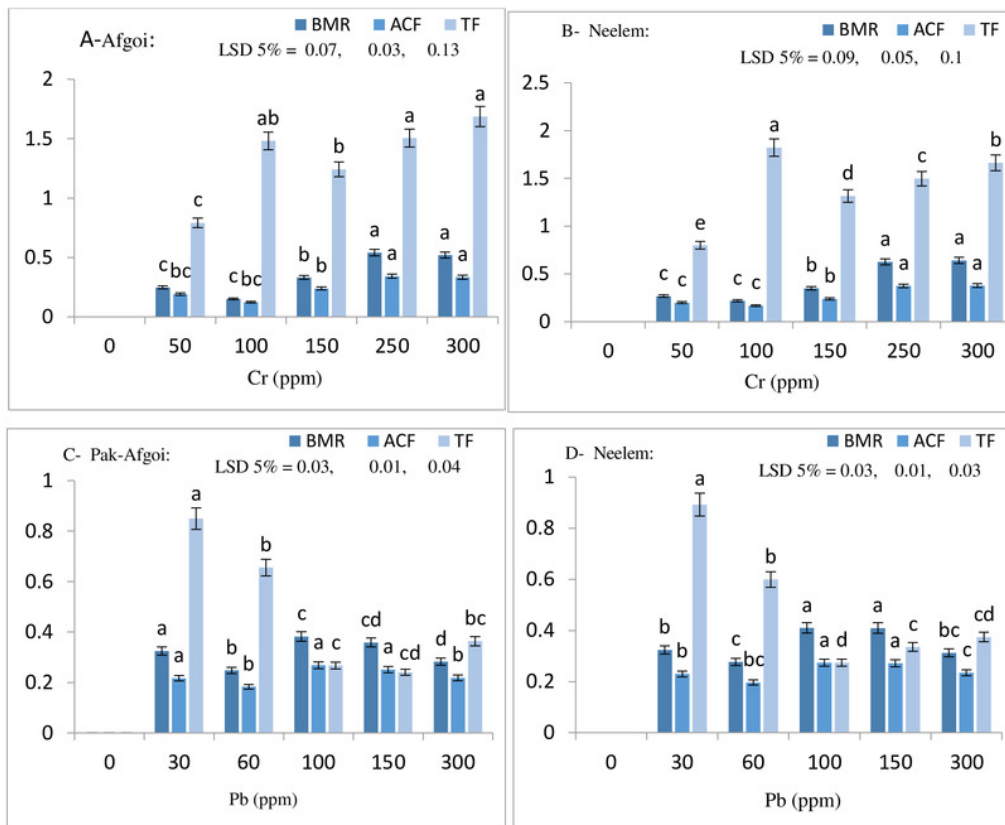 BMR ACF TF
A-Afgoi:
LSD 5% = 0.07, 0.03, 0.13
2
1.5
1
0.5
0
c bc c
c bc ab
b b b
a a a
a a a
0 50 100 150 250 300
Cr (ppm)
BMR ACF TF
B- Neelem:
LSD 5% = 0.09, 0.05, 0.1
2.5
2
1.5
1
0.5
0
c c e
c c a
b b d
a a c
a a b
0 50 100 150 250 300
Cr (ppm)
BMR ACF TF
C- Pak-Afgoi:
LSD 5% = 0.03, 0.01, 0.04
1
0.8
0.6
0.4
0.2
0
a a a
b b b
c a c
cd a cd
d b bc
0 30 60 100 150 300
Pb (ppm)
BMR ACF TF
D- Neelem:
LSD 5% = 0.03, 0.01, 0.03
1
0.8
0.6
0.4
0.2
0
b b a
c bc b
a a d
a a c
bc c cd
0 30 60 100 150 300
Pb (ppm)